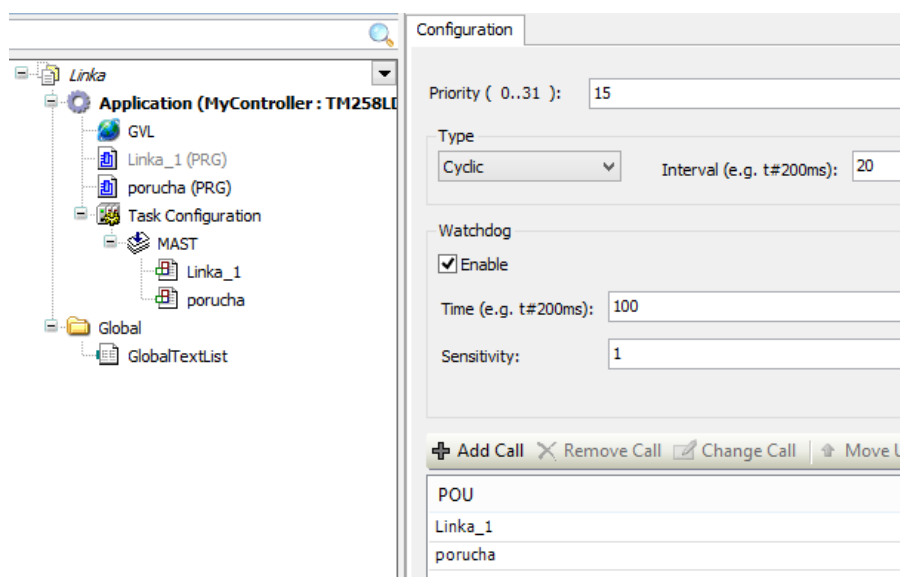 Linka
Application (MyController : TM258L
GVL
Linka_1 (PRG)
porucha (PRG)
Task Configuration
MAST
Linka_1
porucha
Global
GlobalTextList
Configuration
Priority ( 0..31 ): 15
Type
Cyclic Interval (e.g. t#200ms): 20
Watchdog
Enable
Time (e.g. t#200ms): 100
Sensitivity: 1
Add Call Remove Call Change Call Move
POU
Linka_1
porucha